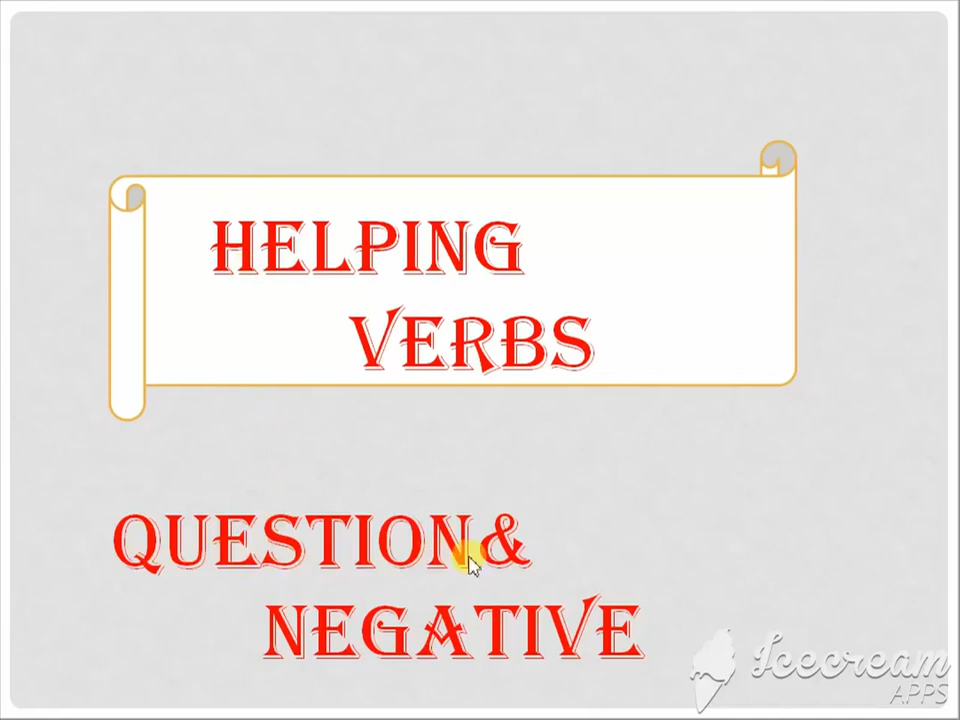 HELPING
VERBS
QUESTION&
NEGATIVE
Icecream
APPS